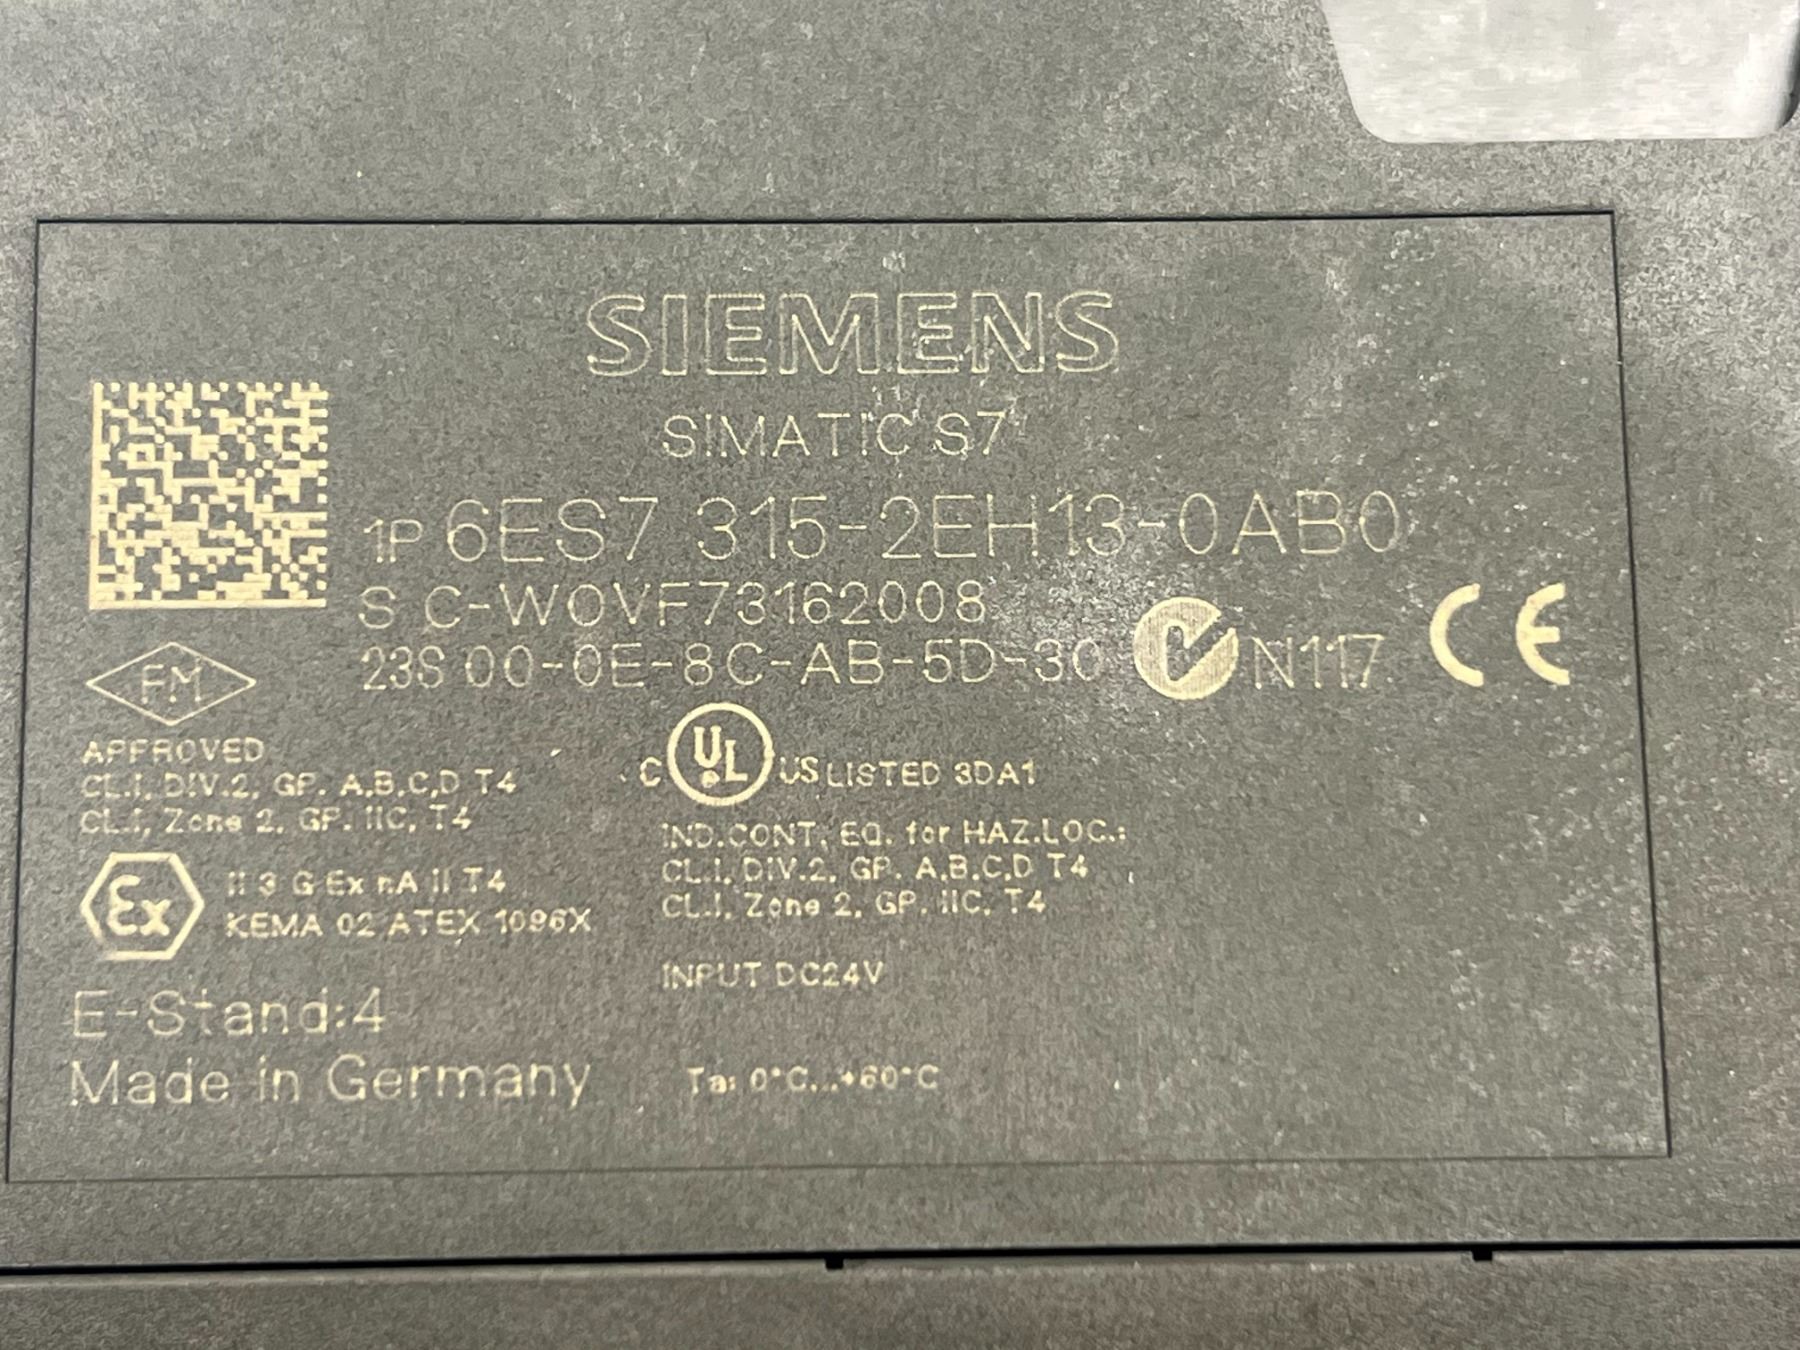 SIEMENS
SIMATIC S7
1P 6ES7 315-2EH13-0AB0
S C-W0VF73162008
23S 00-0E-8C-AB-5D-30
N117 CE
FM
APPROVED
CL.I, DIV.2, GP. A,B,C,D T4
CL.I, Zone 2, GP. IIC, T4
Ex
II 3 G Ex nA II T4
KEMA 02 ATEX 1096X
E-Stand:4
Made in Germany
C UL US LISTED 3DA1
IND.CONT. EQ. for HAZ.LOC.:
CL.I, DIV.2, GP. A,B,C,D T4
CL.I, Zone 2, GP. IIC, T4
INPUT DC24V
Ta: 0°C...+60°C